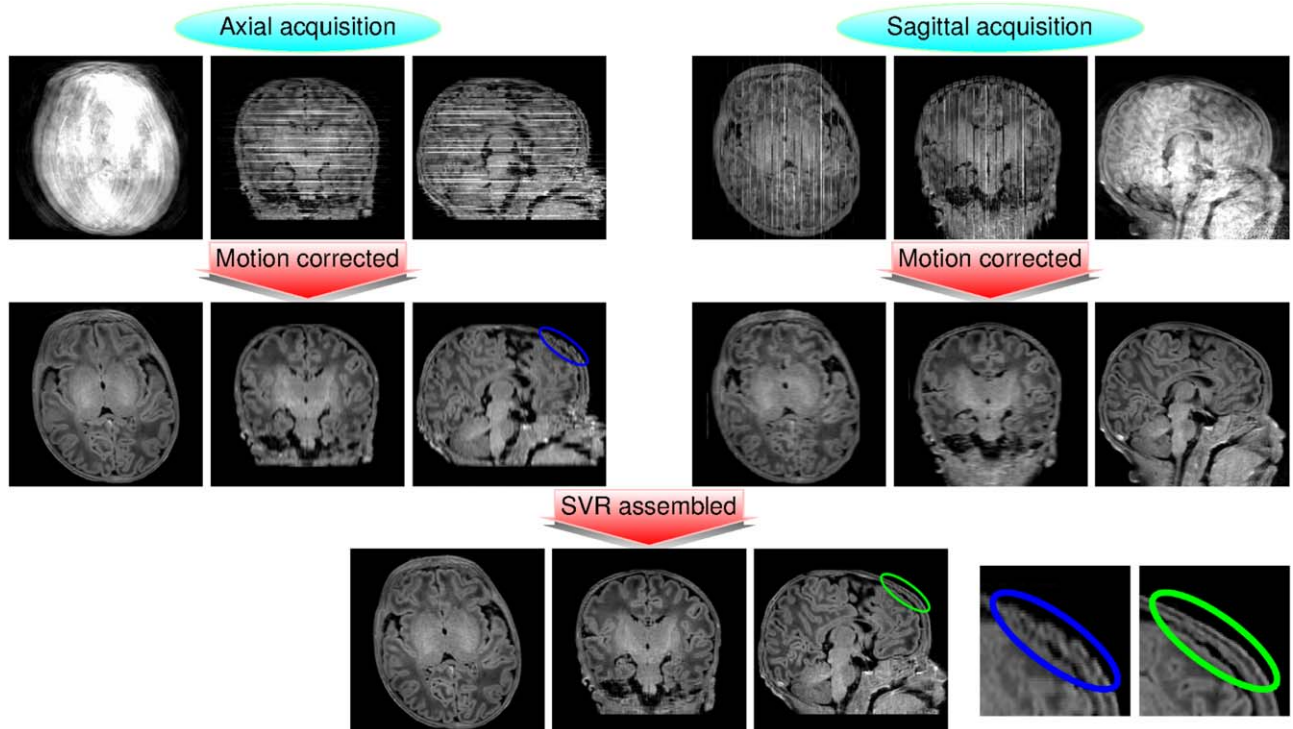 Axial acquisition
Sagittal acquisition
Motion corrected
Motion corrected
SVR assembled